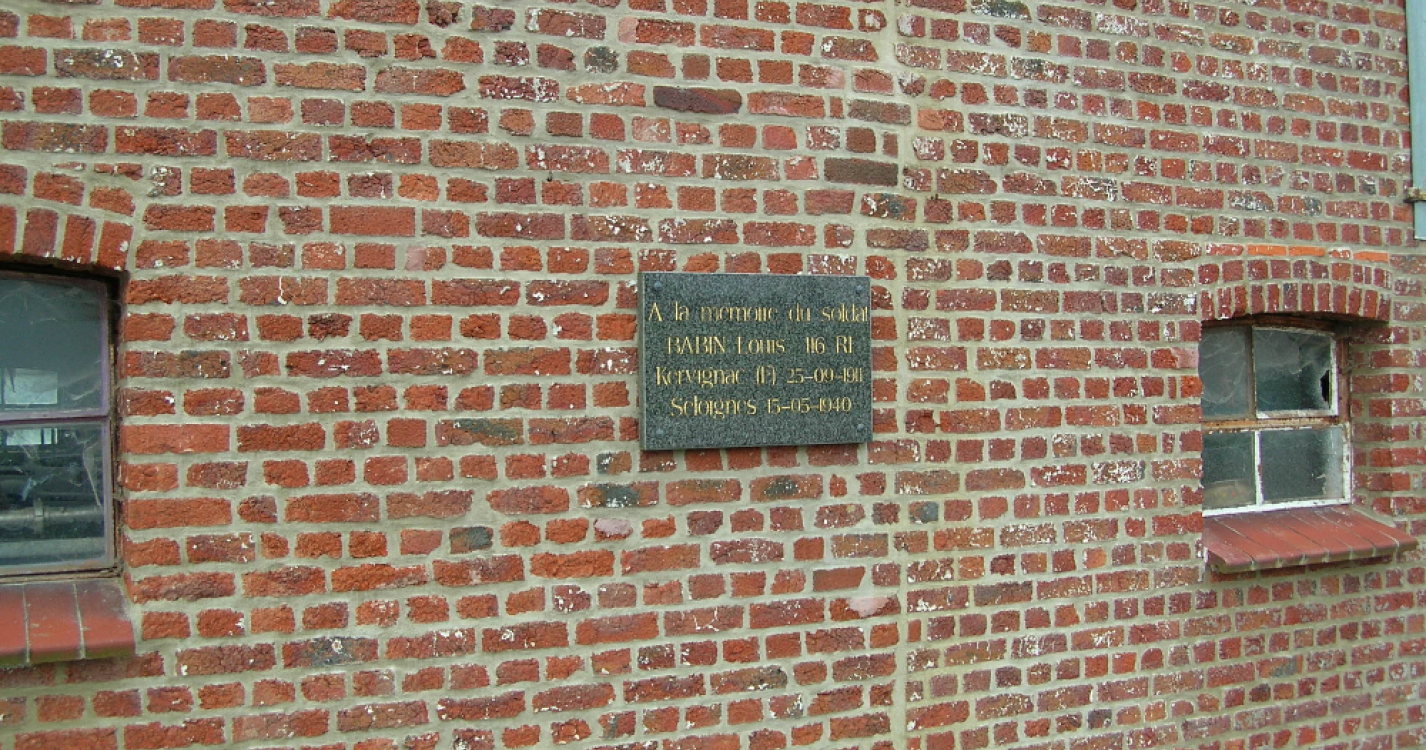 A la memoire du soldat
BABIN Louis 116 RI
Kervignac (F) 25-09-1911
Seloignes 15-05-1940